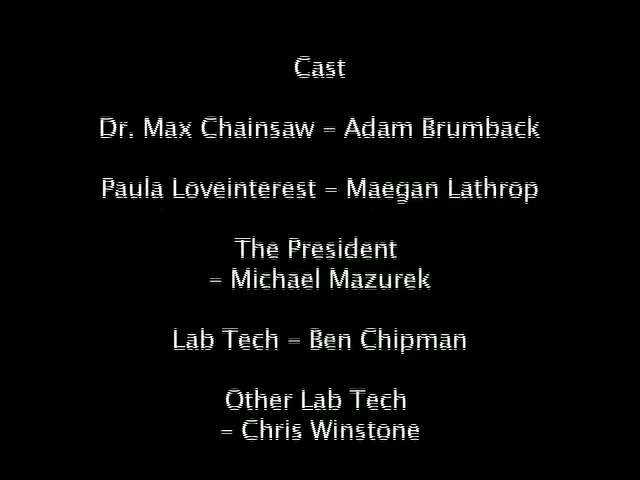 Cast
Dr. Max Chainsaw - Adam Brumback
Paula Loveinterest - Maegan Lathrop
The President
- Michael Mazurek
Lab Tech - Ben Chipman
Other Lab Tech
- Chris Winstone